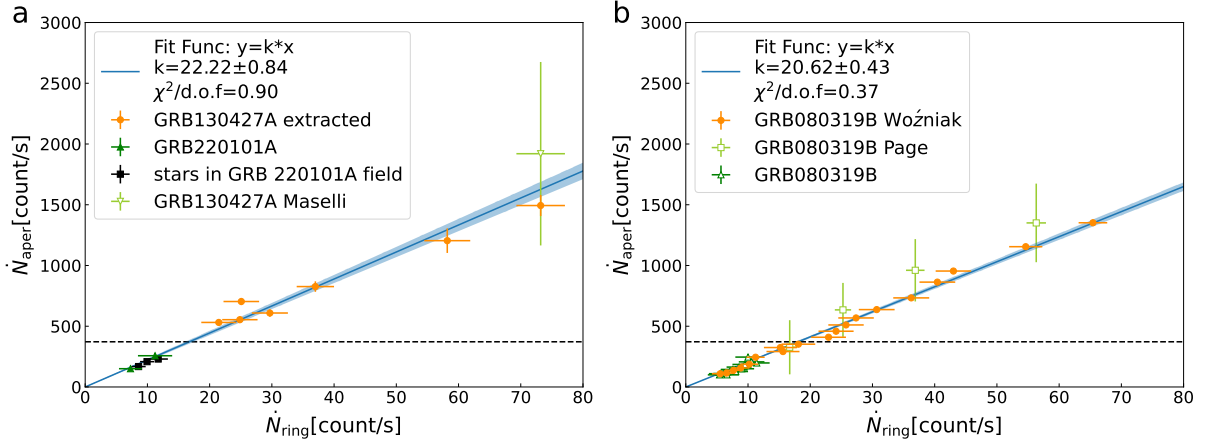 a
3000
2500
2000
1500
1000
500
0
Ṅaper[count/s]
Fit Func: y=k*x
k=22.22±0.84
χ²/d.o.f=0.90
GRB130427A extracted
GRB220101A
stars in GRB 220101A field
GRB130427A Maselli
0 10 20 30 40 50 60 70 80
Ṅring[count/s]
b
3000
2500
2000
1500
1000
500
0
Ṅaper[count/s]
Fit Func: y=k*x
k=20.62±0.43
χ²/d.o.f=0.37
GRB080319B Woźniak
GRB080319B Page
GRB080319B
0 10 20 30 40 50 60 70 80
Ṅring[count/s]